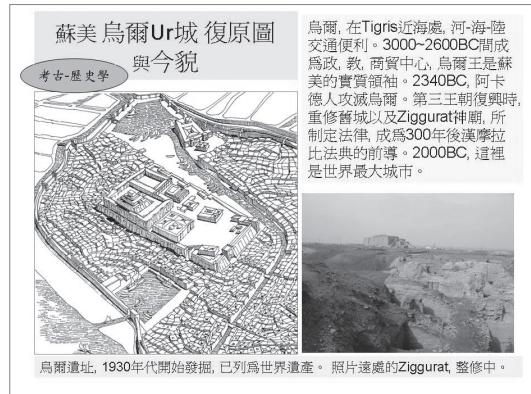 蘇美 烏爾Ur城 復原圖
與今貌
考古-歷史學
烏爾, 在Tigris近海處, 河-海-陸
交通便利。3000~2600BC間成
為政, 教, 商貿中心, 烏爾王是蘇
美的實質領袖。2340BC, 阿卡
德人攻滅烏爾。第三王朝復興時,
重修舊城以及Ziggurat神廟, 所
制定法律, 成為300年後漢摩拉
比法典的前導。2000BC, 這裡
是世界最大城市。
烏爾遺址, 1930年代開始發掘, 已列為世界遺產。 照片遠處的Ziggurat, 整修中。